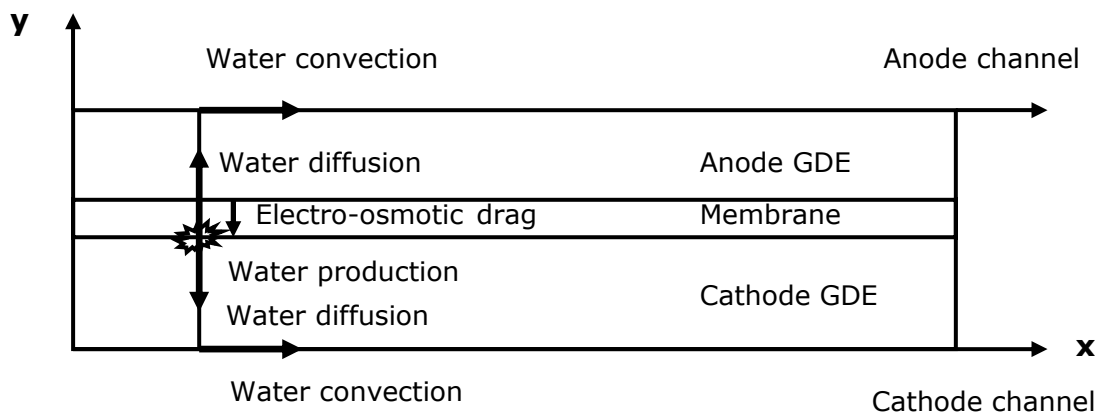 y
Water convection
Anode channel
Water diffusion
Anode GDE
Electro-osmotic drag
Membrane
Water production
Cathode GDE
Water diffusion
x
Water convection
Cathode channel